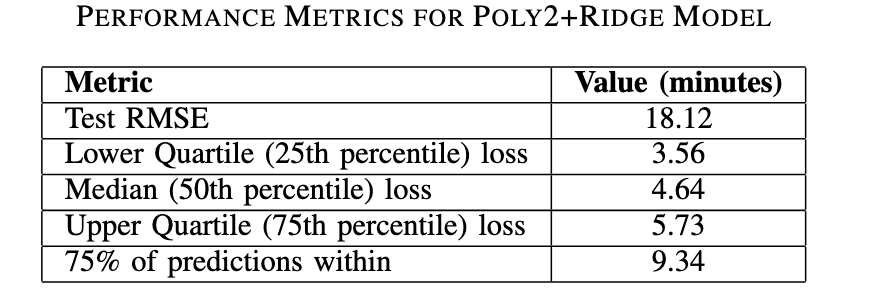 PERFORMANCE METRICS FOR POLY2+RIDGE MODEL
Metric Value (minutes)
Test RMSE 18.12
Lower Quartile (25th percentile) loss 3.56
Median (50th percentile) loss 4.64
Upper Quartile (75th percentile) loss 5.73
75% of predictions within 9.34